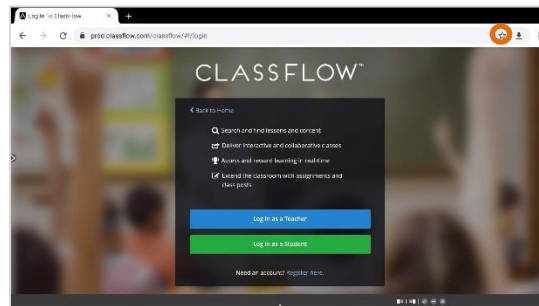 Log In To ClassFlow
prod.classflow.com/classflow/#!/login
CLASSFLOW™
Back to Home
Search and find lessons and content
Deliver interactive and collaborative classes
Assess and reward learning in real-time
Extend the classroom with assignments and
class posts
Log in as a Teacher
Log in as a Student
Need an account? Register here.